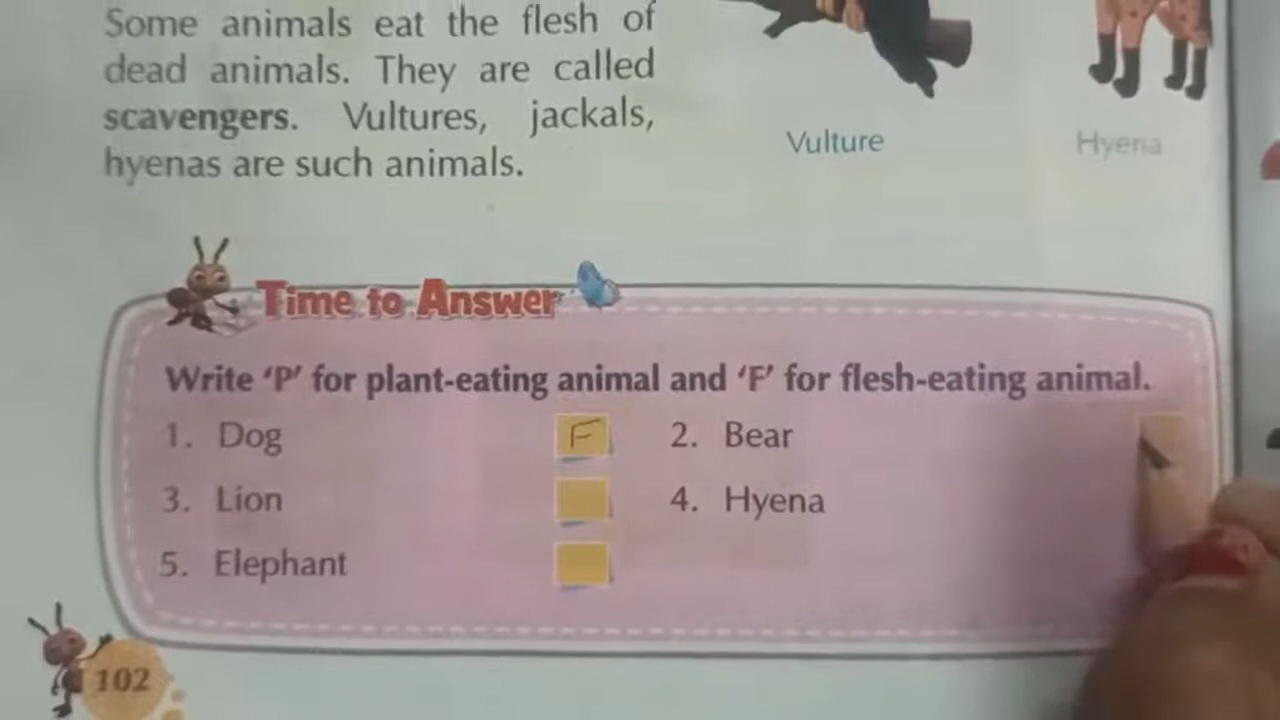 Some animals eat the flesh of
dead animals. They are called
scavengers. Vultures, jackals,
hyenas are such animals.
Vulture
Hyena
Time to Answer
Write 'P' for plant-eating animal and 'F' for flesh-eating animal.
1. Dog F 2. Bear
3. Lion 4. Hyena
5. Elephant
102